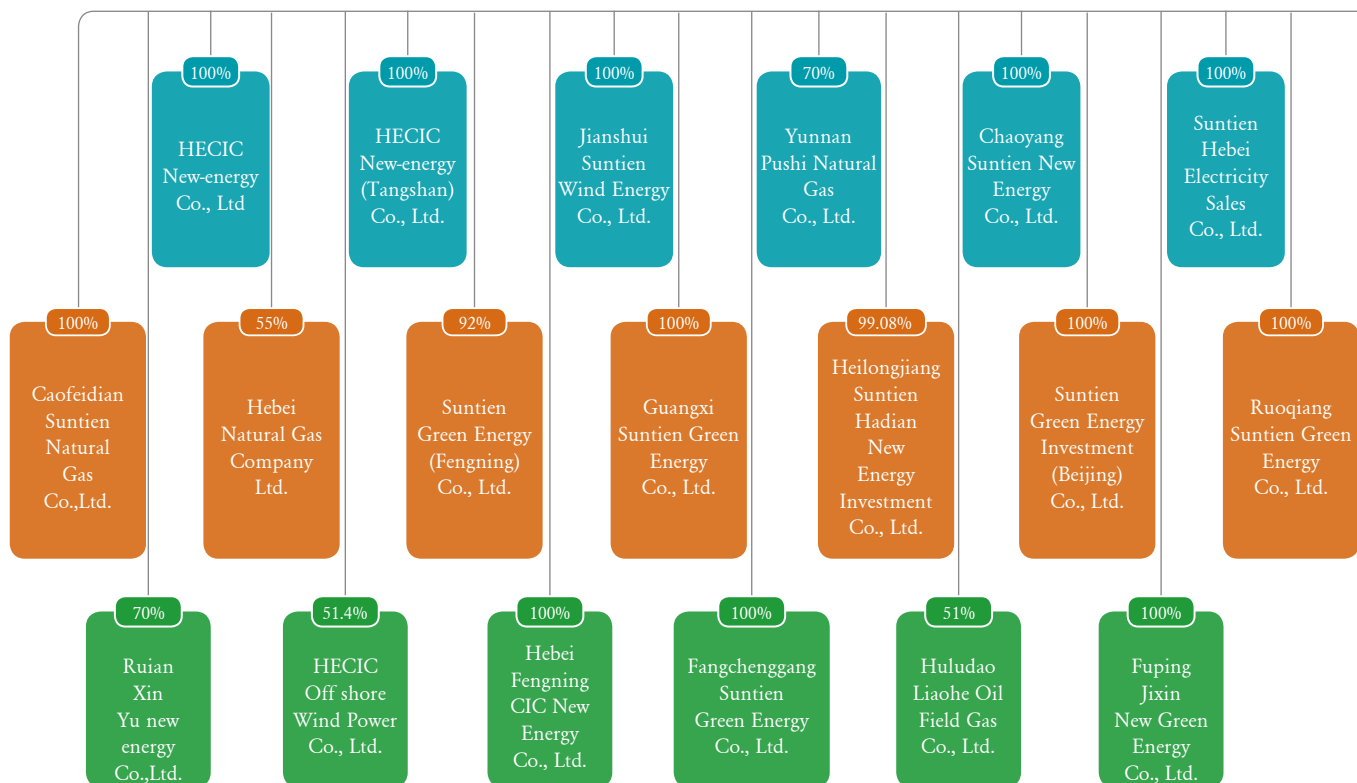 100%
HECIC
New-energy
Co., Ltd
100%
HECIC
New-energy
(Tangshan)
Co., Ltd.
100%
Jianshui
Suntien
Wind Energy
Co., Ltd.
70%
Yunnan
Pushi Natural
Gas
Co., Ltd.
100%
Chaoyang
Suntien New
Energy
Co., Ltd.
100%
Suntien
Hebei
Electricity
Sales
Co., Ltd.
100%
Caofeidian
Suntien
Natural
Gas
Co.,Ltd.
55%
Hebei
Natural Gas
Company
Ltd.
92%
Suntien
Green Energy
(Fengning)
Co., Ltd.
100%
Guangxi
Suntien Green
Energy
Co., Ltd.
99.08%
Heilongjiang
Suntien
Hadian
New
Energy
Investment
Co., Ltd.
100%
Suntien
Green Energy
Investment
(Beijing)
Co., Ltd.
100%
Ruoqiang
Suntien Green
Energy
Co., Ltd.
70%
Ruian
Xin
Yu new
energy
Co.,Ltd.
51.4%
HECIC
Off shore
Wind Power
Co., Ltd.
100%
Hebei
Fengning
CIC New
Energy
Co., Ltd.
100%
Fangchenggang
Suntien
Green Energy
Co., Ltd.
51%
Huludao
Liaohe Oil
Field Gas
Co., Ltd.
100%
Fuping
Jixin
New Green
Energy
Co., Ltd.